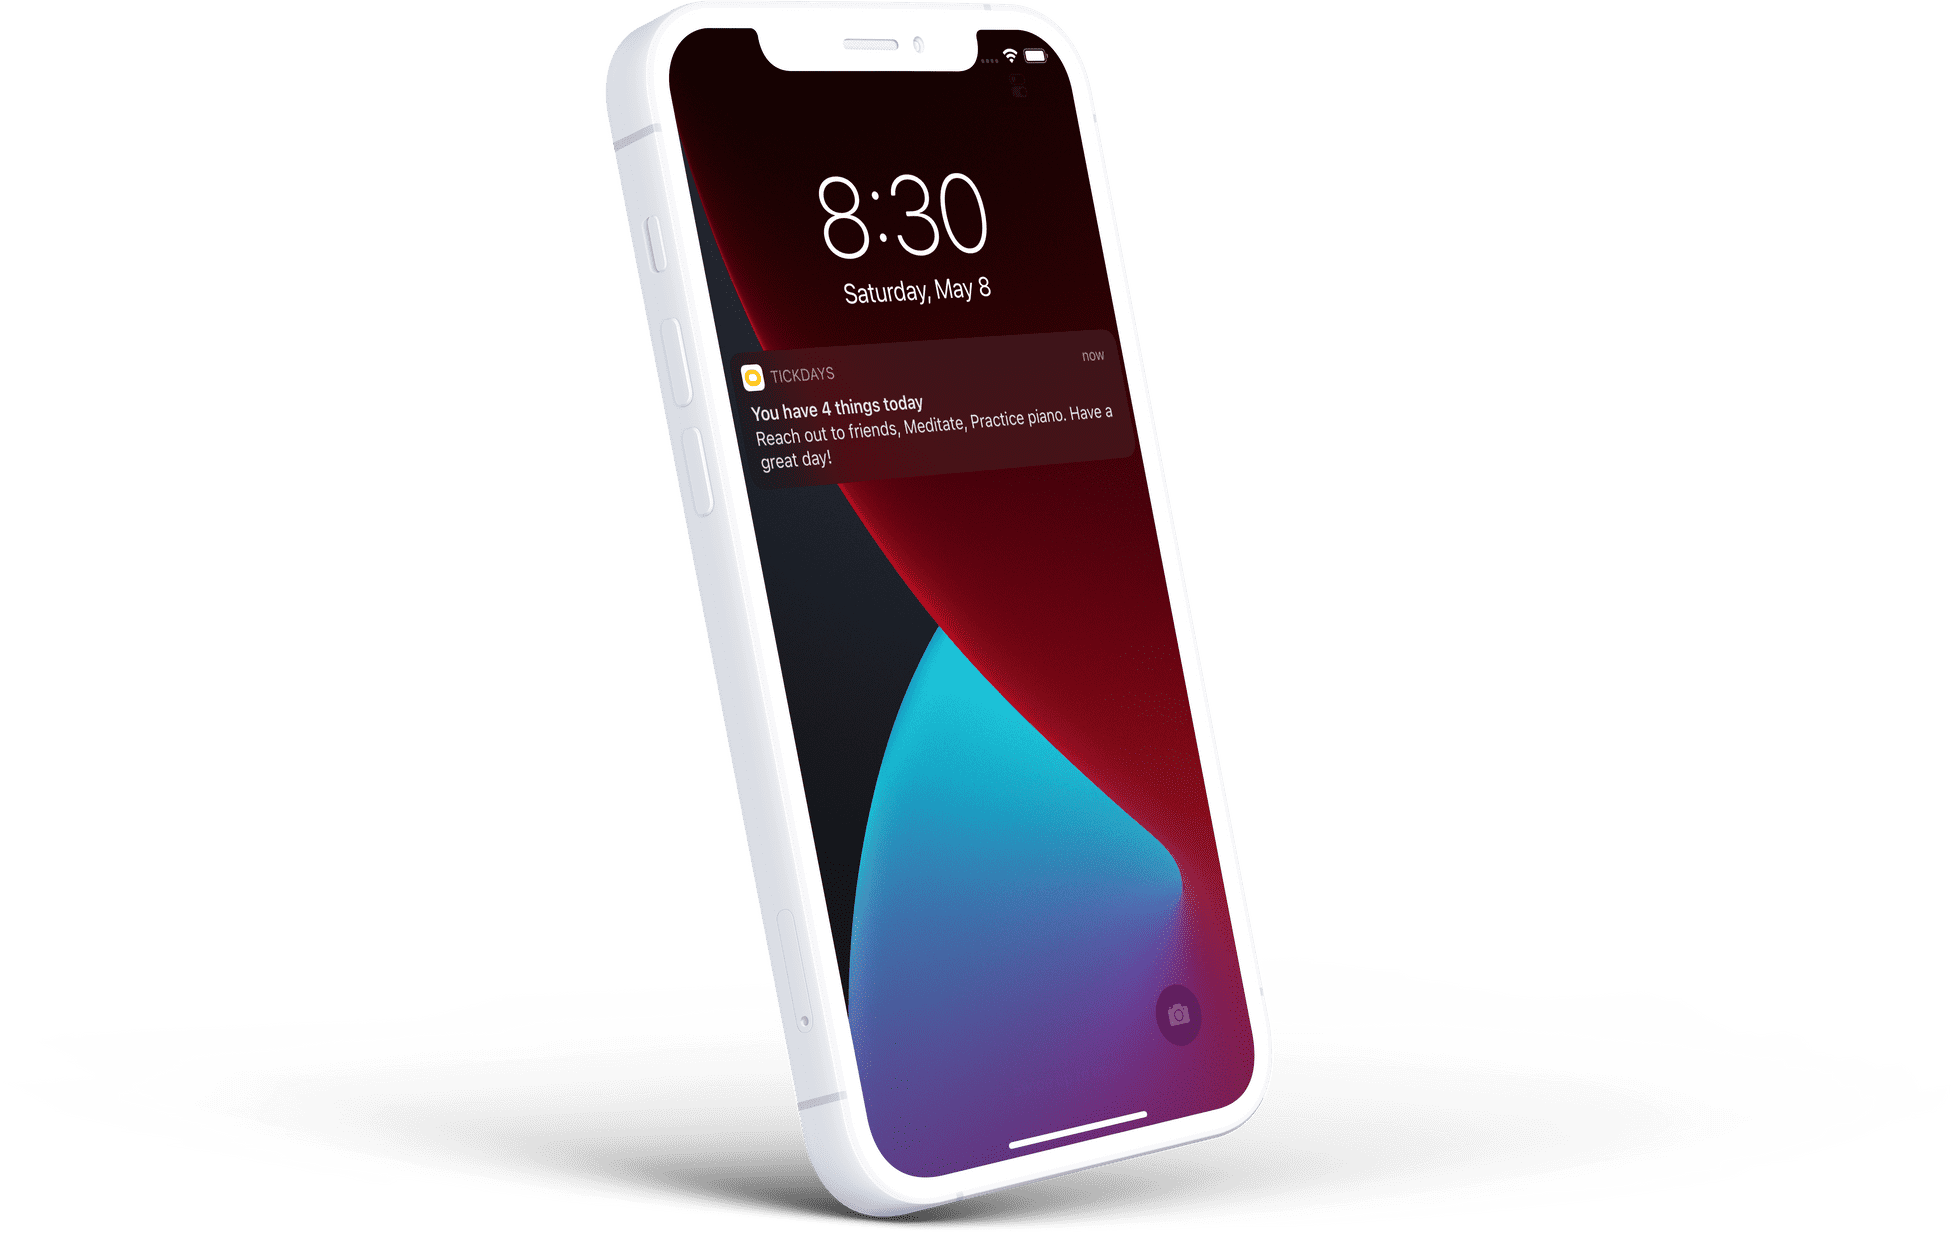 8:30
Saturday, May 8
TICKDAYS
now
You have 4 things today
Reach out to friends, Meditate, Practice piano. Have a
great day!